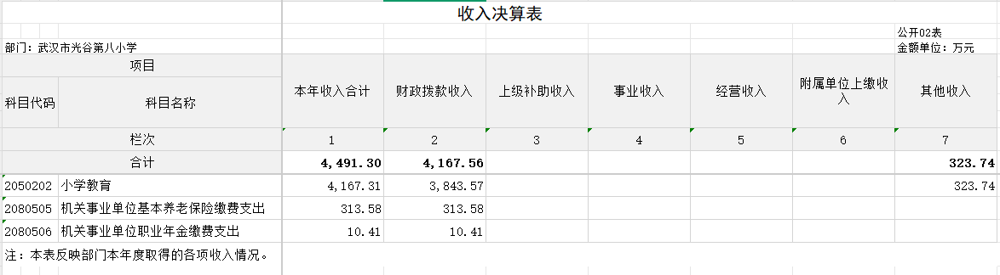 收入决算表
公开02表
部门：武汉市光谷第八小学 金额单位：万元
项目 本年收入合计 财政拨款收入 上级补助收入 事业收入 经营收入 附属单位上缴收入 其他收入
科目代码 科目名称
栏次 1 2 3 4 5 6 7
合计 4,491.30 4,167.56 323.74
2050202 小学教育 4,167.31 3,843.57 323.74
2080505 机关事业单位基本养老保险缴费支出 313.58 313.58
2080506 机关事业单位职业年金缴费支出 10.41 10.41
注：本表反映部门本年度取得的各项收入情况。